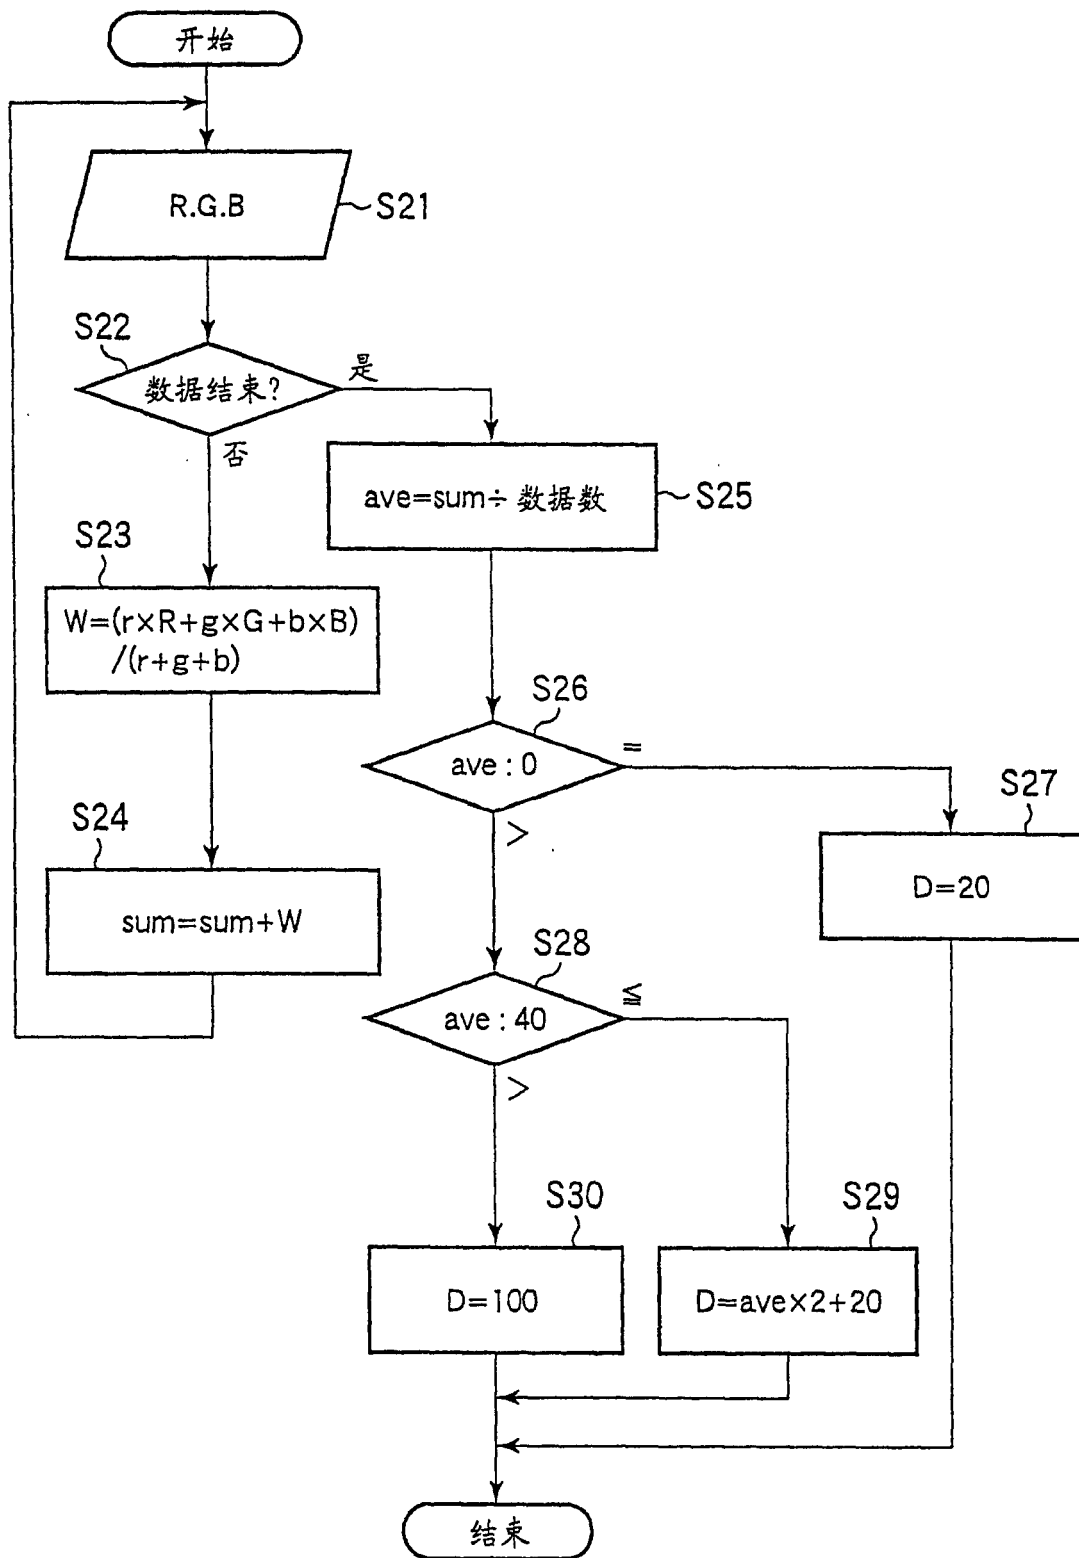 开始
R.G.B
S21
S22
数据结束?
是
否
ave=sum÷数据数
S25
S23
W=(r×R+g×G+b×B)
/(r+g+b)
S26
ave : 0
=
>
S27
D=20
S24
sum=sum+W
S28
ave : 40
≦
>
S30
D=100
S29
D=ave×2+20
结束